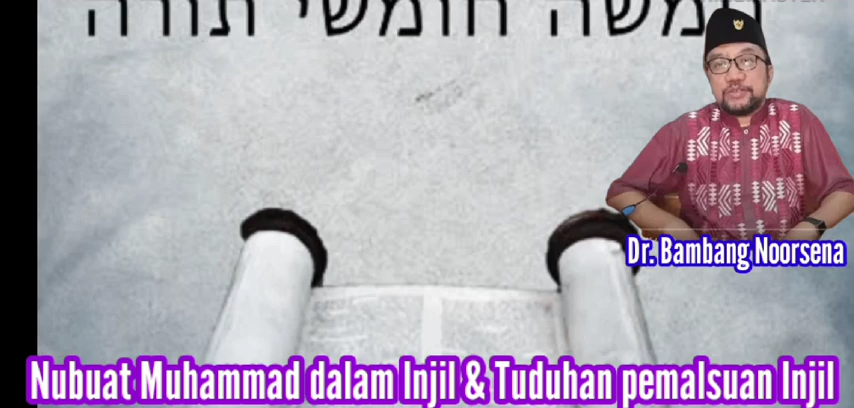 חמשה חומשי תורה
Dr. Bambang Noorsena
Nubuat Muhammad dalam Injil & Tuduhan pemalsuan Injil